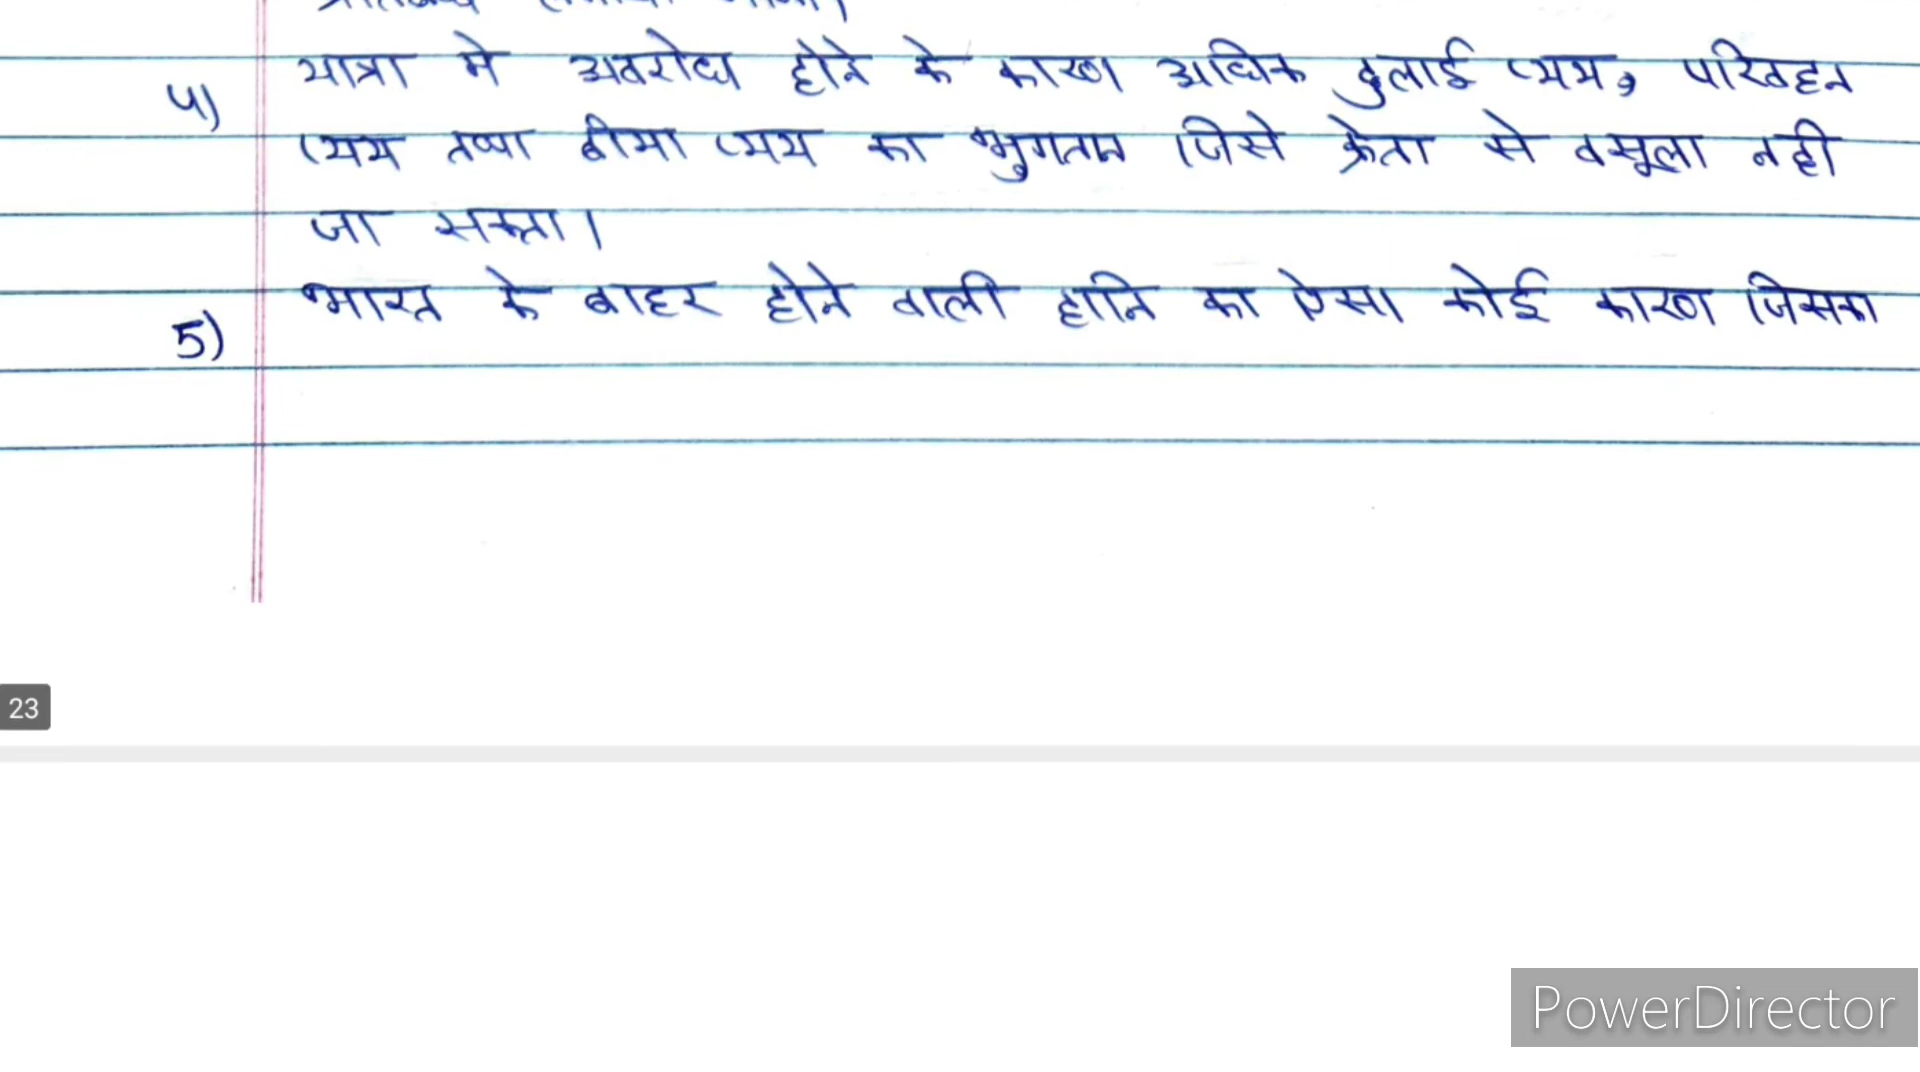 यात्रा मे अवरोध होने के कारण अधिक ढुलाई व्यय, परिवहन
4)
व्यय तथा बीमा व्यय का भुगतान जिसे क्रेता से वसूला नही
जा सकता।
भारत के बाहर होने वाली हानि का ऐसा कोई कारण जिसका
5)
23
PowerDirector